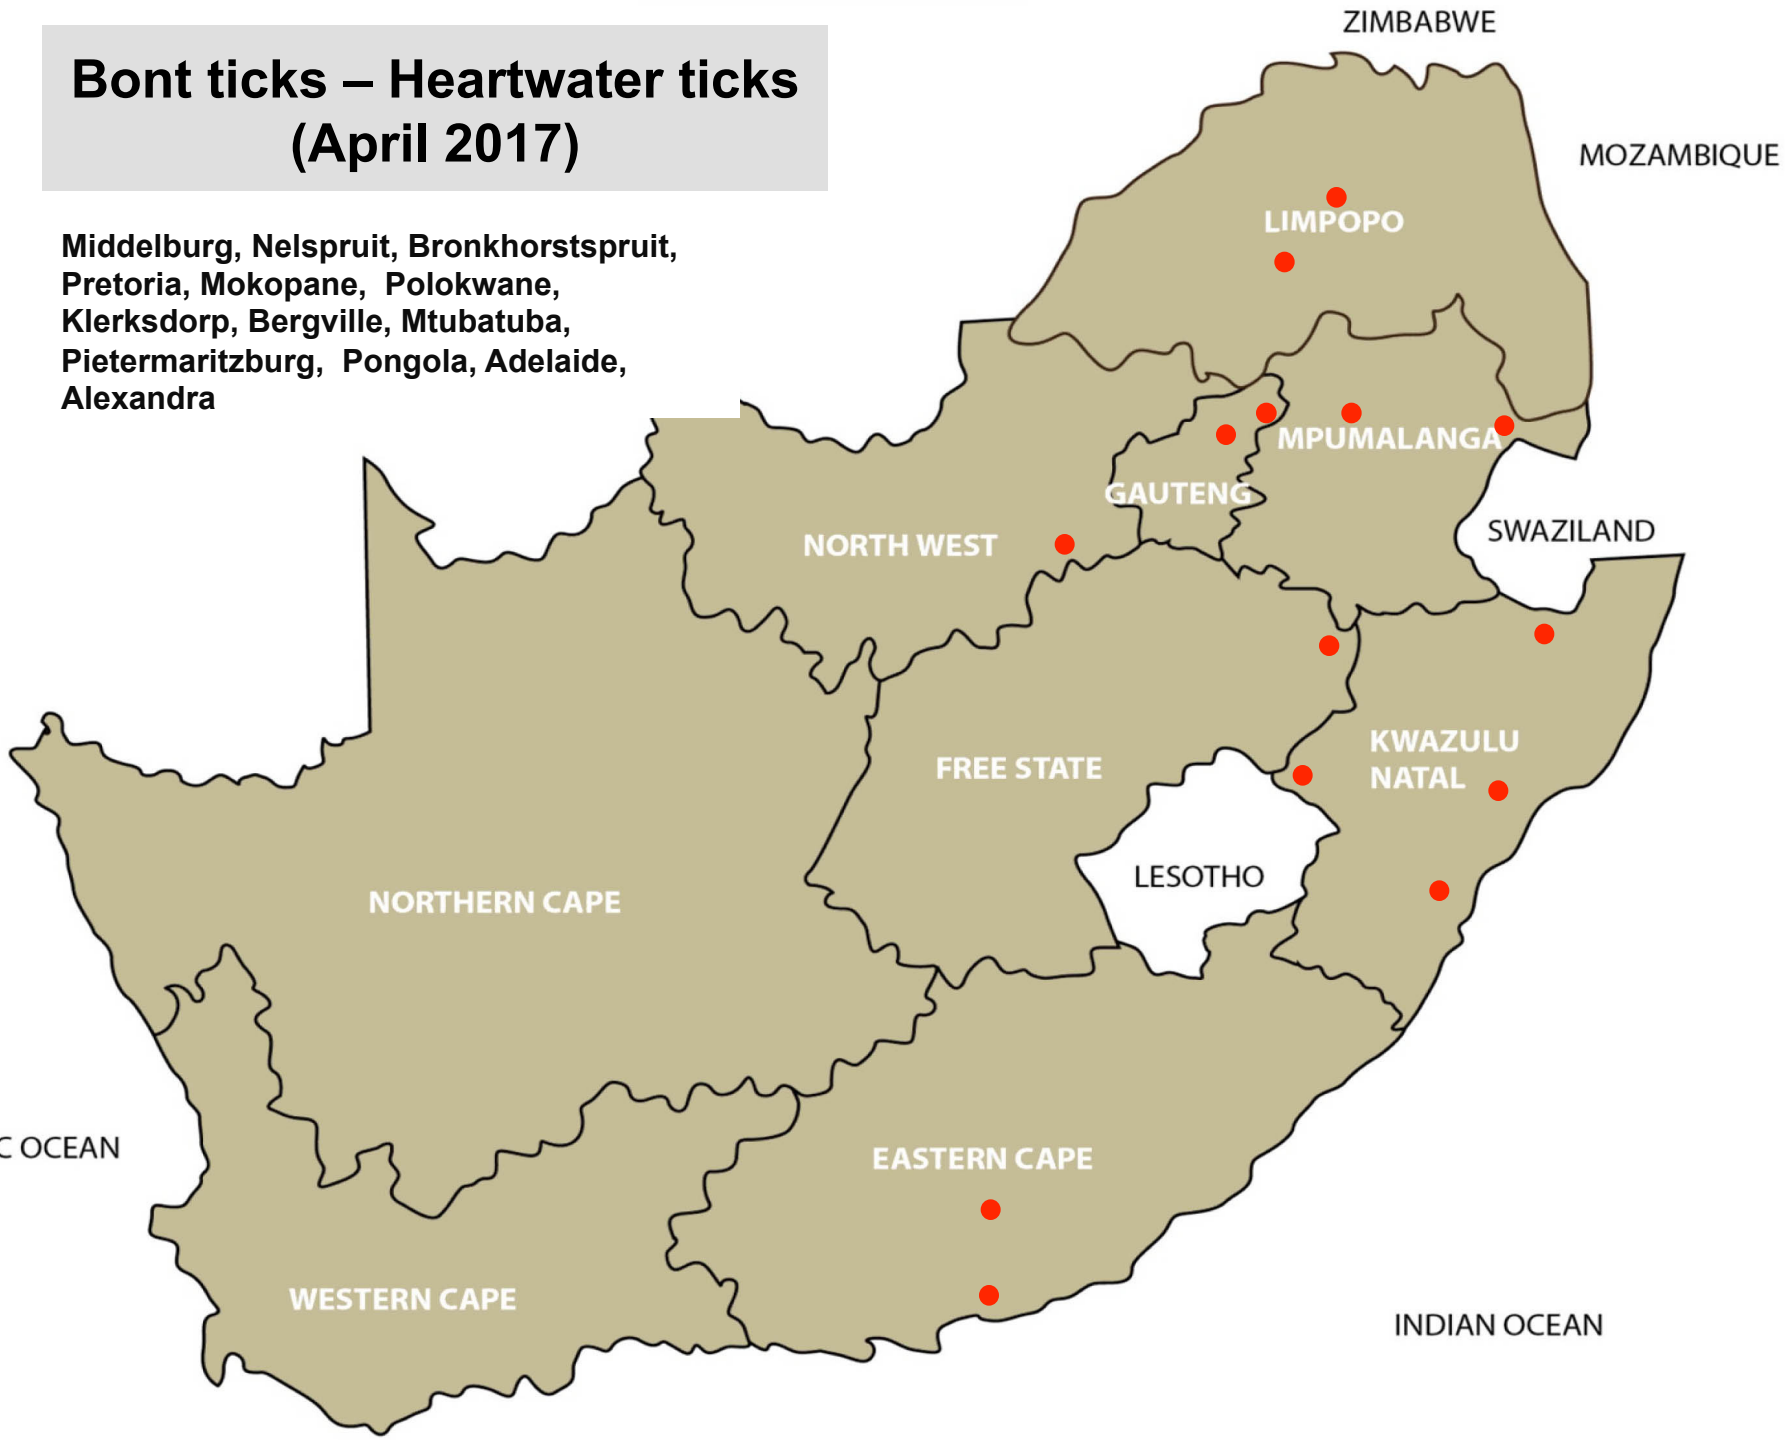 Bont ticks – Heartwater ticks
(April 2017)
Middelburg, Nelspruit, Bronkhorstspruit,
Pretoria, Mokopane, Polokwane,
Klerksdorp, Bergville, Mtubatuba,
Pietermaritzburg, Pongola, Adelaide,
Alexandra
ZIMBABWE
MOZAMBIQUE
LIMPOPO
MPUMALANGA
GAUTENG
NORTH WEST
SWAZILAND
KWAZULU
NATAL
FREE STATE
LESOTHO
NORTHERN CAPE
C OCEAN
EASTERN CAPE
WESTERN CAPE
INDIAN OCEAN